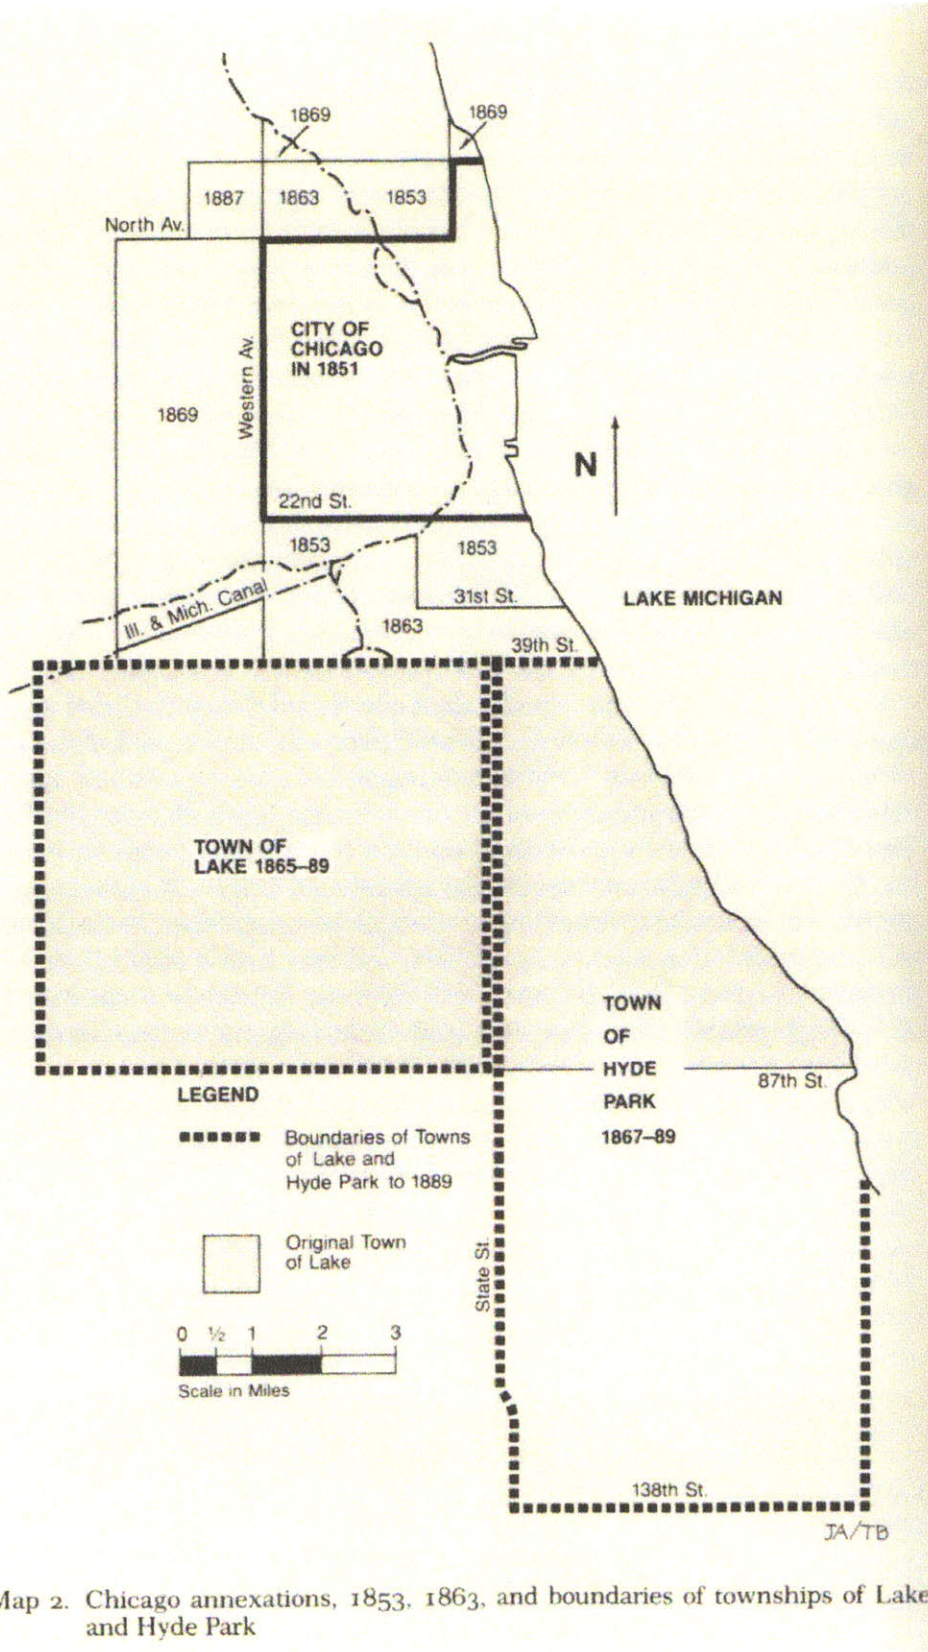 1869
1869
1887
1863
1853
North Av.
CITY OF
CHICAGO
IN 1851
Western Av.
1869
N
22nd St.
1853
1853
Ill. & Mich. Canal
31st St.
LAKE MICHIGAN
1863
39th St.
TOWN OF
LAKE 1865–89
TOWN
OF
HYDE
PARK
1867–89
87th St.
LEGEND
Boundaries of Towns
of Lake and
Hyde Park to 1889
Original Town
of Lake
State St.
0 ½ 1 2 3
Scale in Miles
138th St.
JA/TB
Map 2. Chicago annexations, 1853, 1863, and boundaries of townships of Lake
and Hyde Park